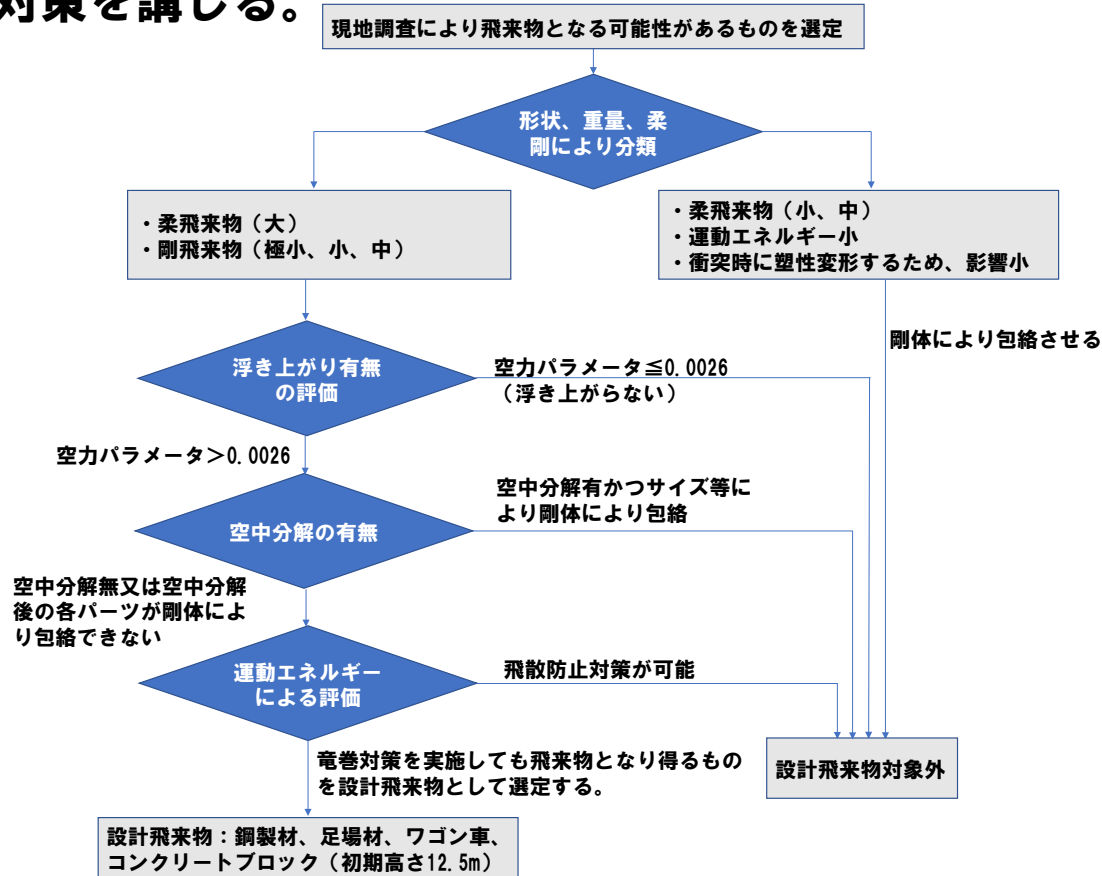 対策を講じる。
現地調査により飛来物となる可能性があるものを選定
形状、重量、柔
剛により分類
・柔飛来物（大）
・剛飛来物（極小、小、中）
・柔飛来物（小、中）
・運動エネルギー小
・衝突時に塑性変形するため、影響小
剛体により包絡させる
浮き上がり有無
の評価
空力パラメータ≦0.0026
（浮き上がらない）
空力パラメータ＞0.0026
空中分解の有無
空中分解有かつサイズ等に
より剛体により包絡
空中分解無又は空中分解
後の各パーツが剛体によ
り包絡できない
運動エネルギー
による評価
飛散防止対策が可能
竜巻対策を実施しても飛来物となり得るもの
を設計飛来物として選定する。
設計飛来物対象外
設計飛来物：鋼製材、足場材、ワゴン車、
コンクリートブロック（初期高さ12.5m）